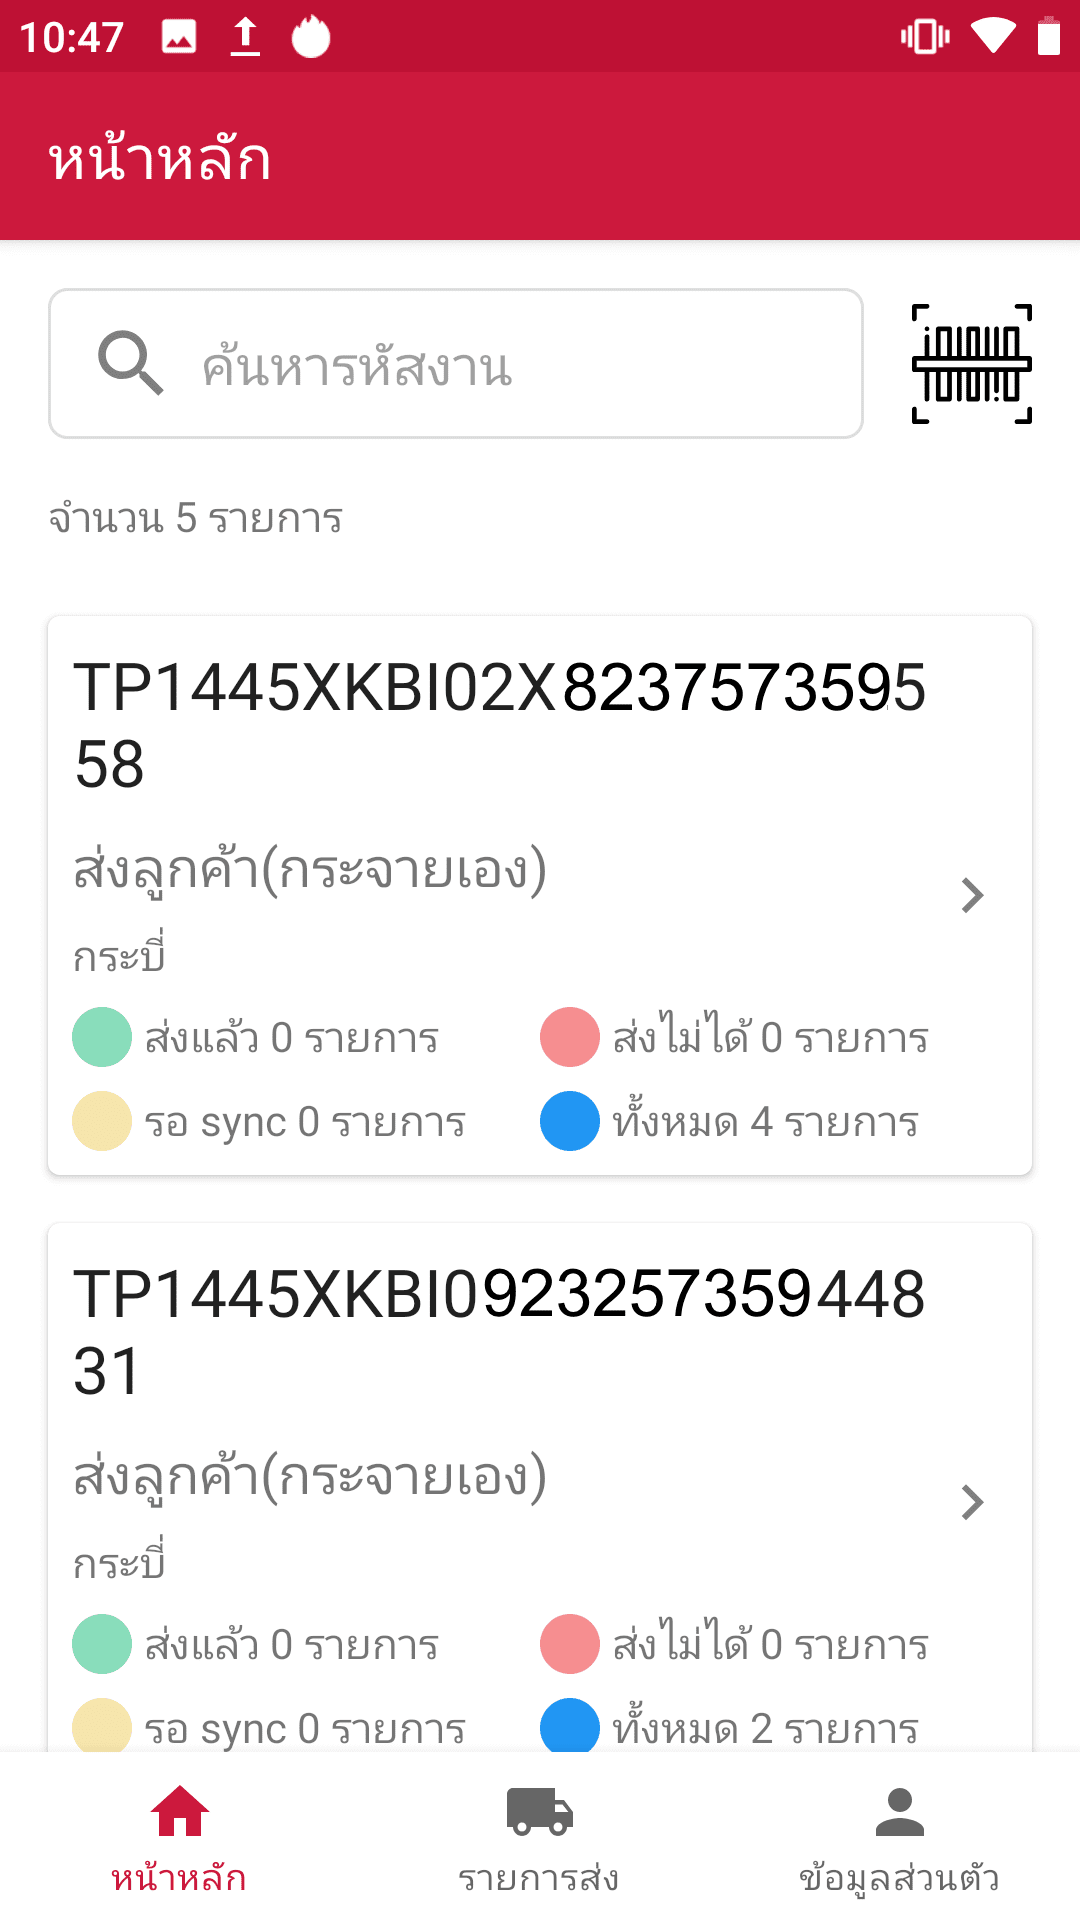 10:47
หน้าหลัก
ค้นหารหัสงาน
จำนวน 5 รายการ
TP1445XKBI02X82375735955
58
ส่งลูกค้า(กระจายเอง)
กระบี่
ส่งแล้ว 0 รายการ
ส่งไม่ได้ 0 รายการ
รอ sync 0 รายการ
ทั้งหมด 4 รายการ
TP1445XKBI0923257359448
31
ส่งลูกค้า(กระจายเอง)
กระบี่
ส่งแล้ว 0 รายการ
ส่งไม่ได้ 0 รายการ
รอ sync 0 รายการ
ทั้งหมด 2 รายการ
หน้าหลัก
รายการส่ง
ข้อมูลส่วนตัว